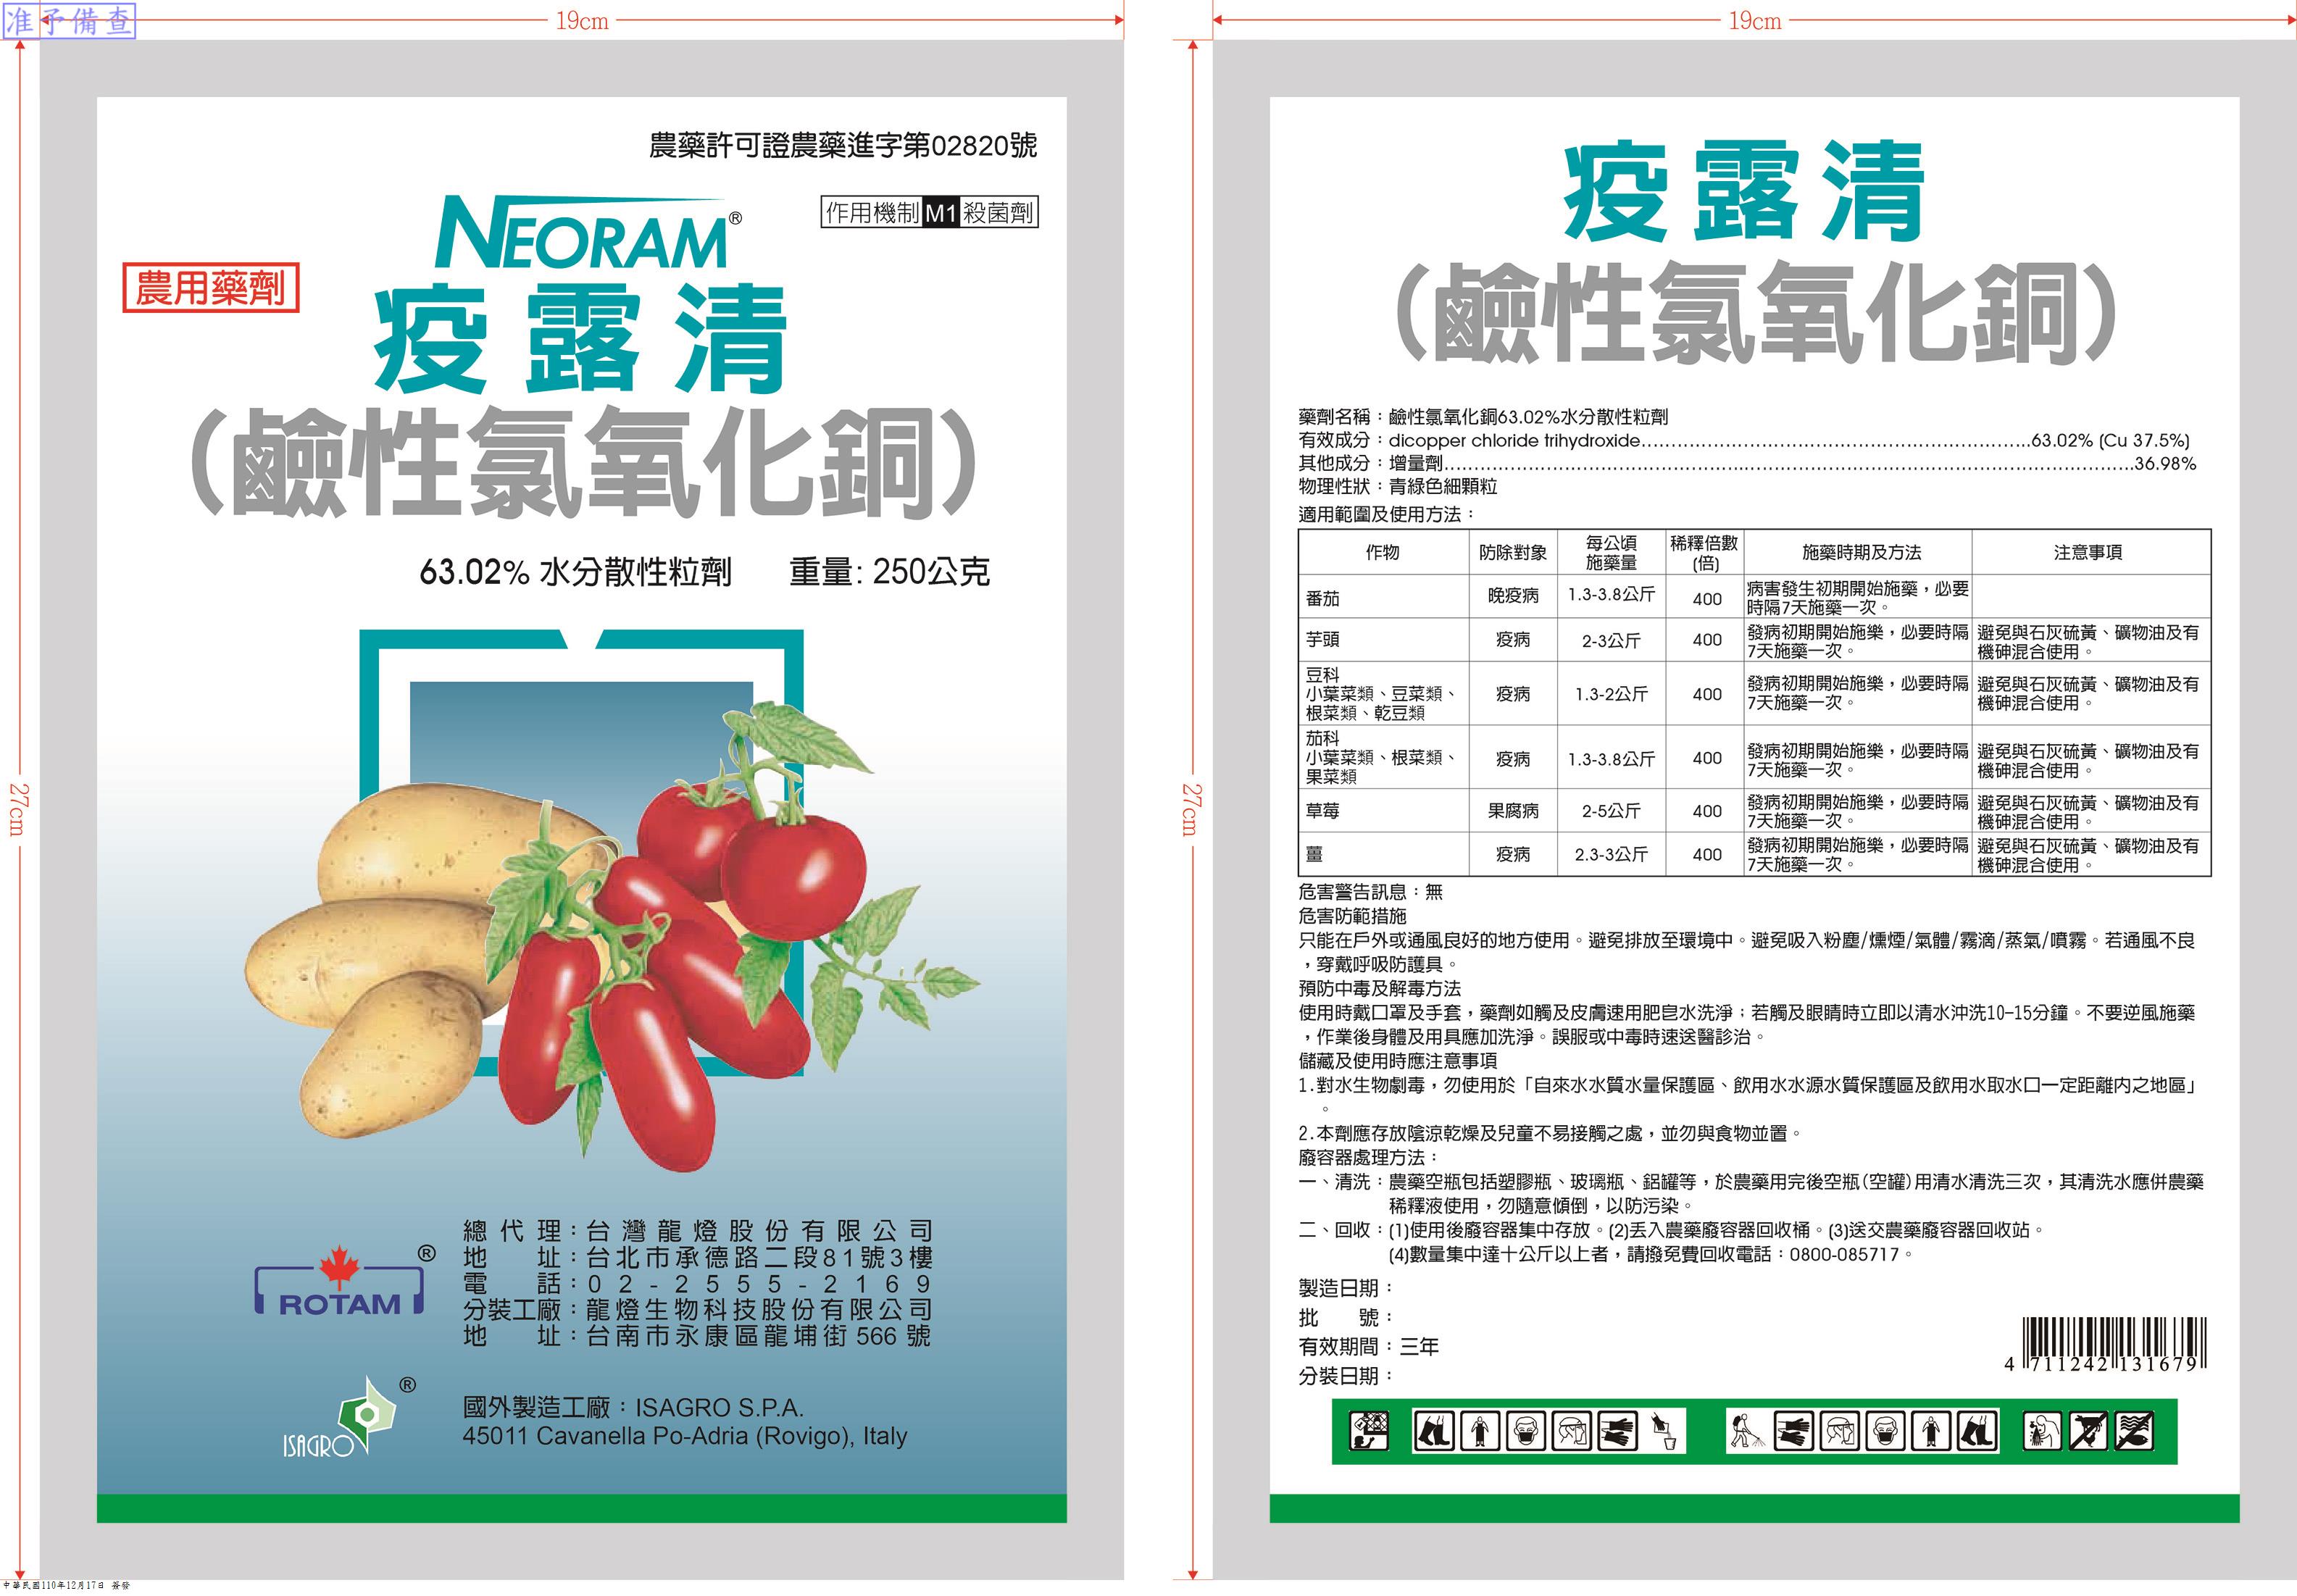 准予備查
19cm
27cm
農藥許可證農藥進字第02820號
NEORAM®
作用機制 M1 殺菌劑
農用藥劑
疫露清
(鹼性氯氧化銅)
63.02% 水分散性粒劑 重量: 250公克
ROTAM®
總代理：台灣龍燈股份有限公司
地址：台北市承德路二段81號3樓
電話：02-2555-2169
分裝工廠：龍燈生物科技股份有限公司
地址：台南市永康區龍埔街 566 號
ISAGRO®
國外製造工廠：ISAGRO S.P.A.
45011 Cavanella Po-Adria (Rovigo), Italy
中華民國110年12月17日 簽發
19cm
27cm
疫露清
(鹼性氯氧化銅)
藥劑名稱：鹼性氯氧化銅63.02%水分散性粒劑
有效成分：dicopper chloride trihydroxide……63.02% (Cu 37.5%)
其他成分：增量劑……36.98%
物理性狀：青綠色細顆粒
適用範圍及使用方法：
作物 防除對象 每公頃施藥量 稀釋倍數(倍) 施藥時期及方法 注意事項
番茄 晚疫病 1.3-3.8公斤 400 病害發生初期開始施藥，必要時隔7天施藥一次。
芋頭 疫病 2-3公斤 400 發病初期開始施樂，必要時隔7天施藥一次。 避免與石灰硫黃、礦物油及有機砷混合使用。
豆科 小葉菜類、豆菜類、根菜類、乾豆類 疫病 1.3-2公斤 400 發病初期開始施樂，必要時隔7天施藥一次。 避免與石灰硫黃、礦物油及有機砷混合使用。
茄科 小葉菜類、根菜類、果菜類 疫病 1.3-3.8公斤 400 發病初期開始施樂，必要時隔7天施藥一次。 避免與石灰硫黃、礦物油及有機砷混合使用。
草莓 果腐病 2-5公斤 400 發病初期開始施樂，必要時隔7天施藥一次。 避免與石灰硫黃、礦物油及有機砷混合使用。
薑 疫病 2.3-3公斤 400 發病初期開始施樂，必要時隔7天施藥一次。 避免與石灰硫黃、礦物油及有機砷混合使用。
危害警告訊息：無
危害防範措施
只能在戶外或通風良好的地方使用。避免排放至環境中。避免吸入粉塵/燻煙/氣體/霧滴/蒸氣/噴霧。若通風不良
，穿戴呼吸防護具。
預防中毒及解毒方法
使用時戴口罩及手套，藥劑如觸及皮膚速用肥皂水洗淨；若觸及眼睛時立即以清水沖洗10-15分鐘。不要逆風施藥
，作業後身體及用具應加洗淨。誤服或中毒時速送醫診治。
儲藏及使用時應注意事項
1.對水生物劇毒，勿使用於「自來水水質水量保護區、飲用水水源水質保護區及飲用水取水口一定距離內之地區」
。
2.本劑應存放陰涼乾燥及兒童不易接觸之處，並勿與食物並置。
廢容器處理方法：
一、清洗：農藥空瓶包括塑膠瓶、玻璃瓶、鋁罐等，於農藥用完後空瓶(空罐)用清水清洗三次，其清洗水應併農藥
稀釋液使用，勿隨意傾倒，以防污染。
二、回收：(1)使用後廢容器集中存放。(2)丟入農藥廢容器回收桶。(3)送交農藥廢容器回收站。
(4)數量集中達十公斤以上者，請撥免費回收電話：0800-085717。
製造日期：
批號：
有效期間：三年
分裝日期：
4 711242 131679